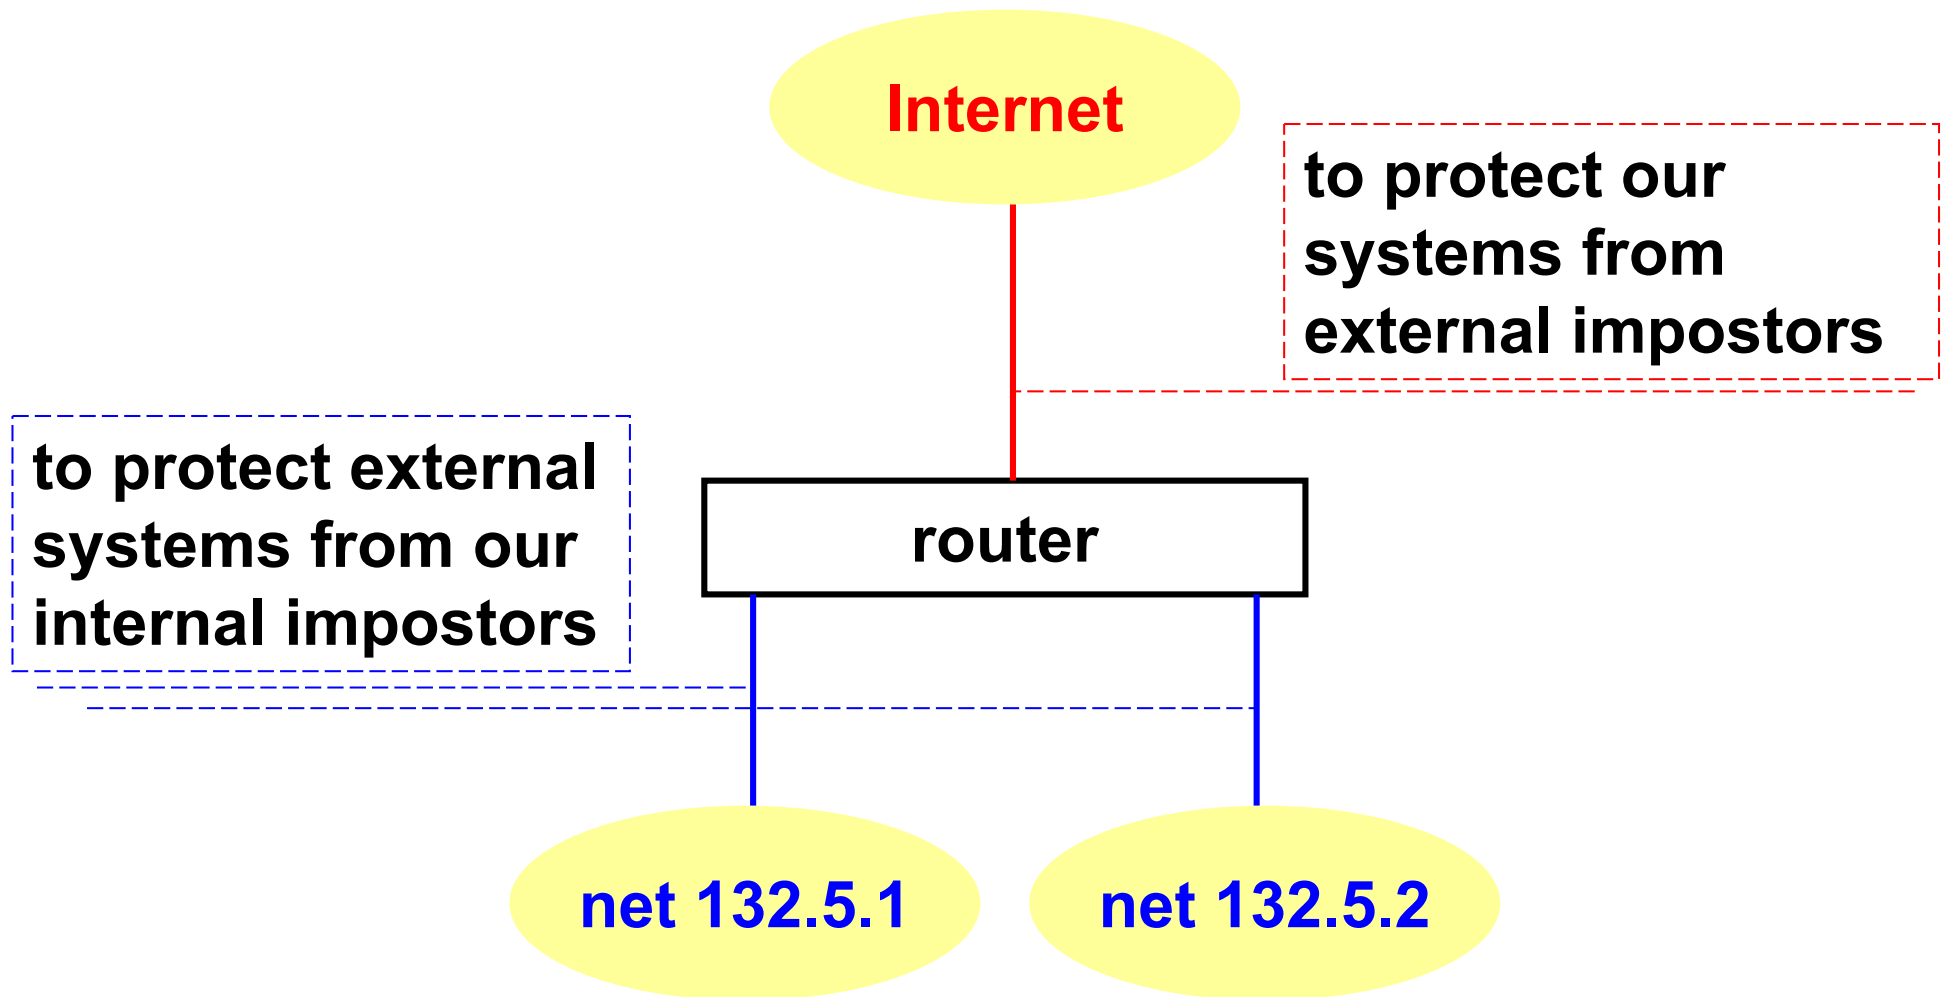 Internet
to protect our
systems from
external impostors
to protect external
systems from our
internal impostors
router
net 132.5.1
net 132.5.2